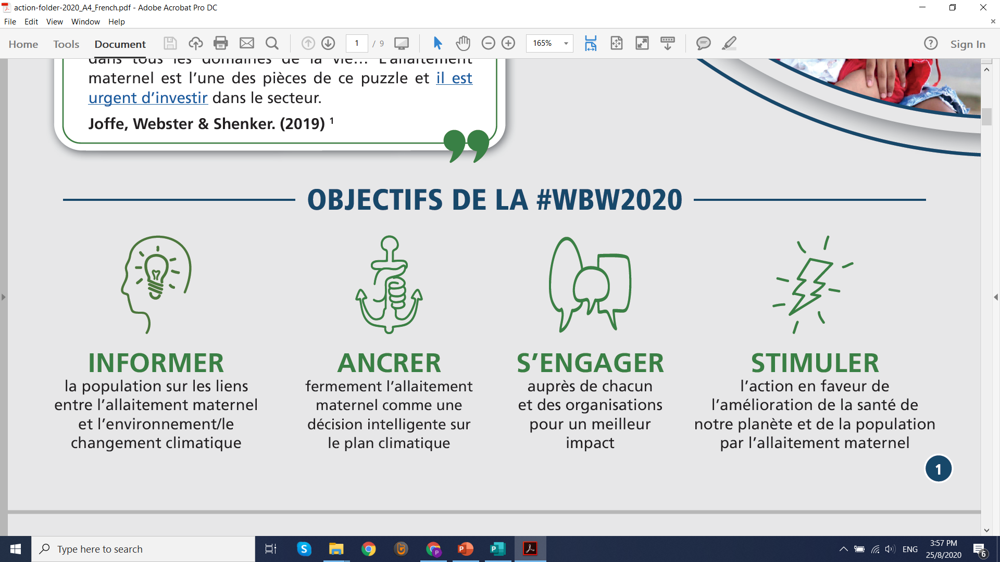 action-folder-2020_A4_French.pdf - Adobe Acrobat Pro DC
File Edit View Window Help
Home Tools Document 1 / 9 165% Sign In
dans tous les domaines de la vie... L'allaitement
maternel est l'une des pièces de ce puzzle et il est
urgent d'investir dans le secteur.
Joffe, Webster & Shenker. (2019) 1
OBJECTIFS DE LA #WBW2020
INFORMER
la population sur les liens
entre l'allaitement maternel
et l'environnement/le
changement climatique
ANCRER
fermement l'allaitement
maternel comme une
décision intelligente sur
le plan climatique
S'ENGAGER
auprès de chacun
et des organisations
pour un meilleur
impact
STIMULER
l'action en faveur de
l'amélioration de la santé de
notre planète et de la population
par l'allaitement maternel
1
Type here to search
ENG
3:57 PM
25/8/2020
6